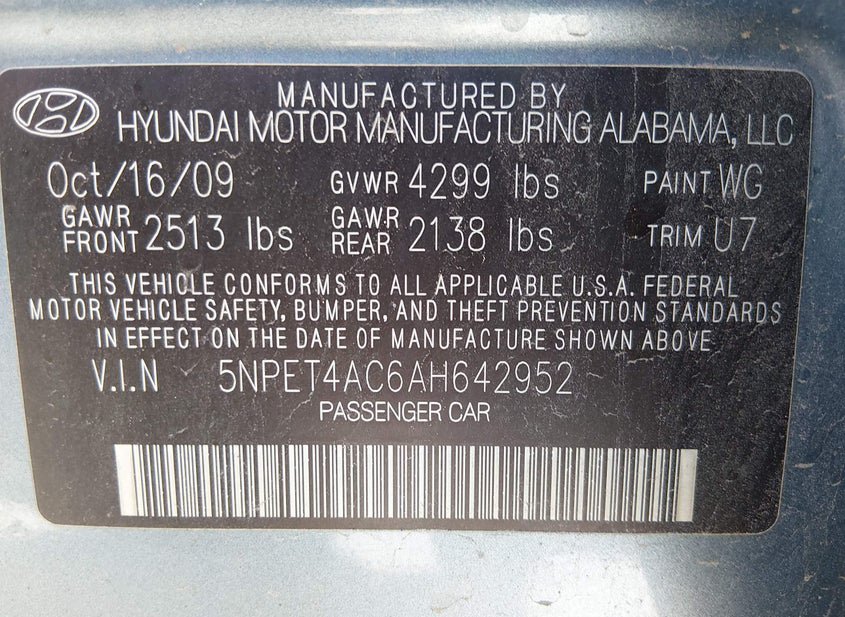 MANUFACTURED BY
HYUNDAI MOTOR MANUFACTURING ALABAMA, LLC
Oct/16/09 GVWR 4299 lbs PAINT WG
GAWR FRONT 2513 lbs GAWR REAR 2138 lbs TRIM U7
THIS VEHICLE CONFORMS TO ALL APPLICABLE U.S.A. FEDERAL
MOTOR VEHICLE SAFETY, BUMPER, AND THEFT PREVENTION STANDARDS
IN EFFECT ON THE DATE OF MANUFACTURE SHOWN ABOVE
V.I.N 5NPET4AC6AH642952
PASSENGER CAR